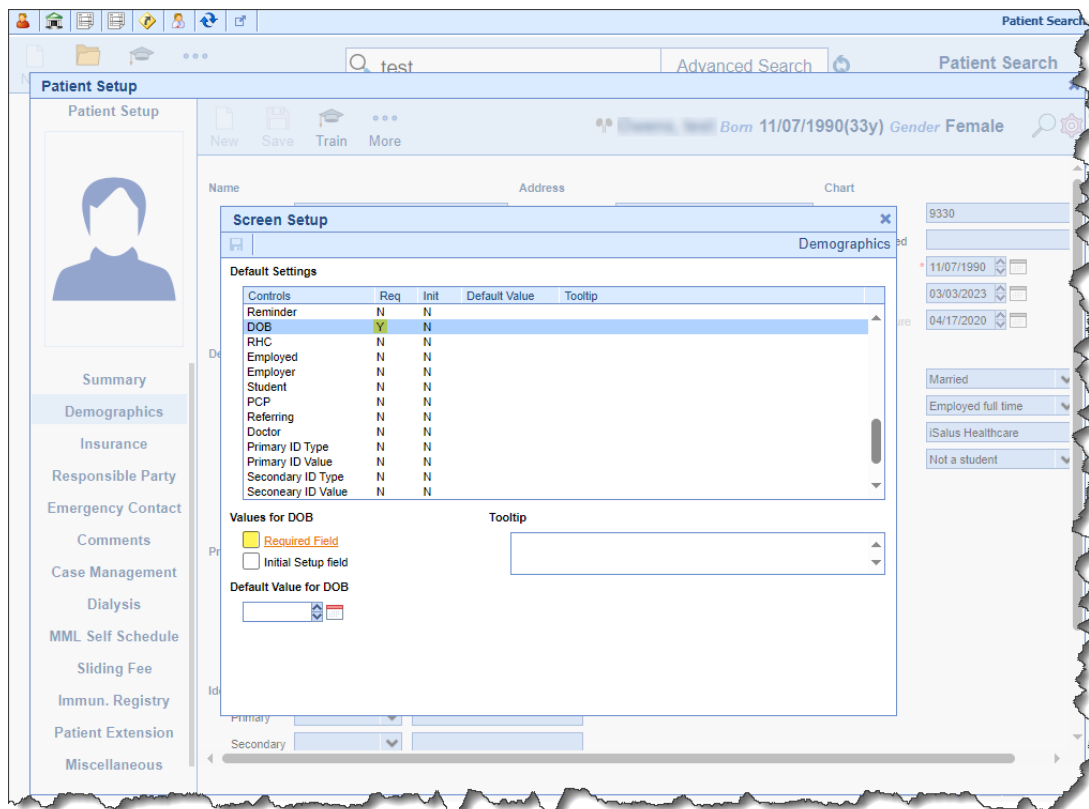 Patient Search
test
Advanced Search
Patient Search
Patient Setup
Patient Setup
New
Save
Train
More
Born 11/07/1990(33y) Gender Female
Name
Address
Chart
9330
Screen Setup
Demographics
ed
* 11/07/1990
03/03/2023
ure
04/17/2020
Default Settings
Controls Req Init Default Value Tooltip
Reminder N N
DOB Y N
RHC N N
Employed N N
Employer N N
Student N N
PCP N N
Referring N N
Doctor N N
Primary ID Type N N
Primary ID Value N N
Secondary ID Type N N
Seconeary ID Value N N
De
Married
Employed full time
iSalus Healthcare
Not a student
Values for DOB
Tooltip
Required Field
Initial Setup field
Pr
Default Value for DOB
Summary
Demographics
Insurance
Responsible Party
Emergency Contact
Comments
Case Management
Dialysis
MML Self Schedule
Sliding Fee
Immun. Registry
Patient Extension
Miscellaneous
Ide
Primary
Secondary